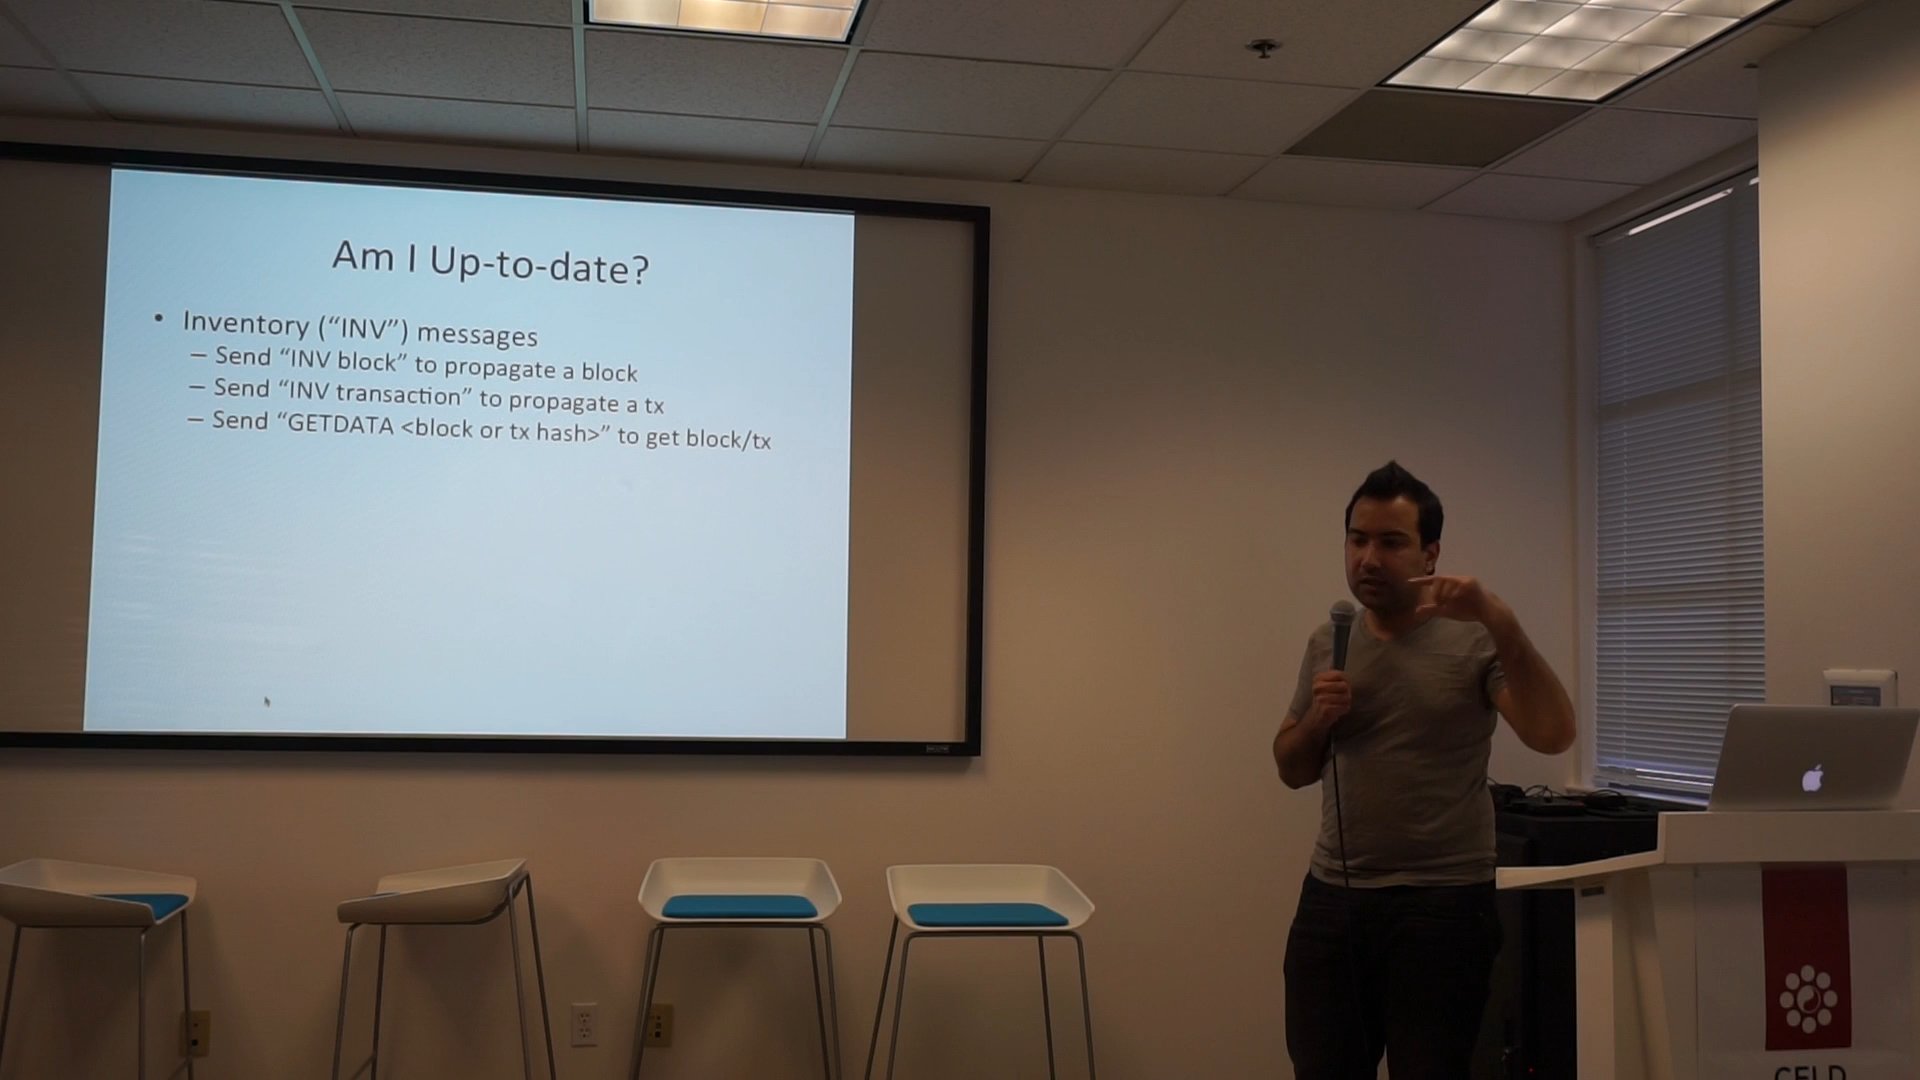 Am I Up-to-date?
• Inventory (“INV”) messages
– Send “INV block” to propagate a block
– Send “INV transaction” to propagate a tx
– Send “GETDATA <block or tx hash>” to get block/tx